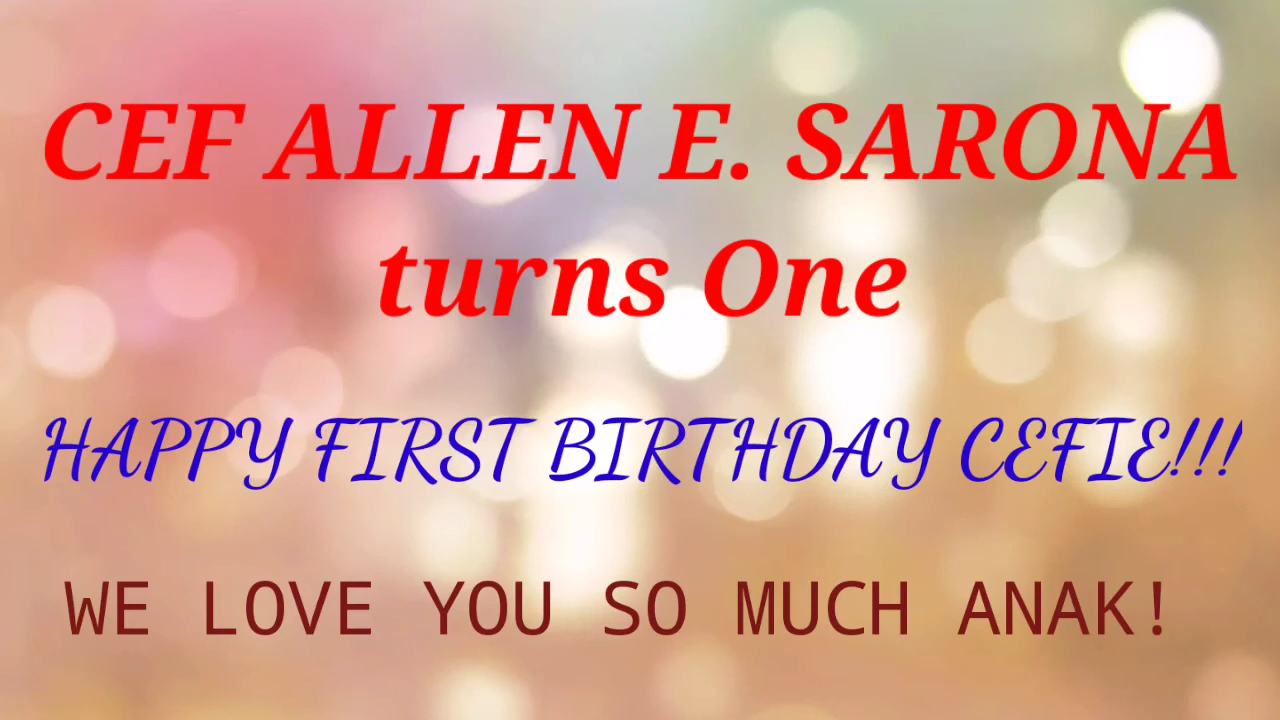 CEF ALLEN E. SARONA
turns One
HAPPY FIRST BIRTHDAY CEFIE!!!
WE LOVE YOU SO MUCH ANAK!